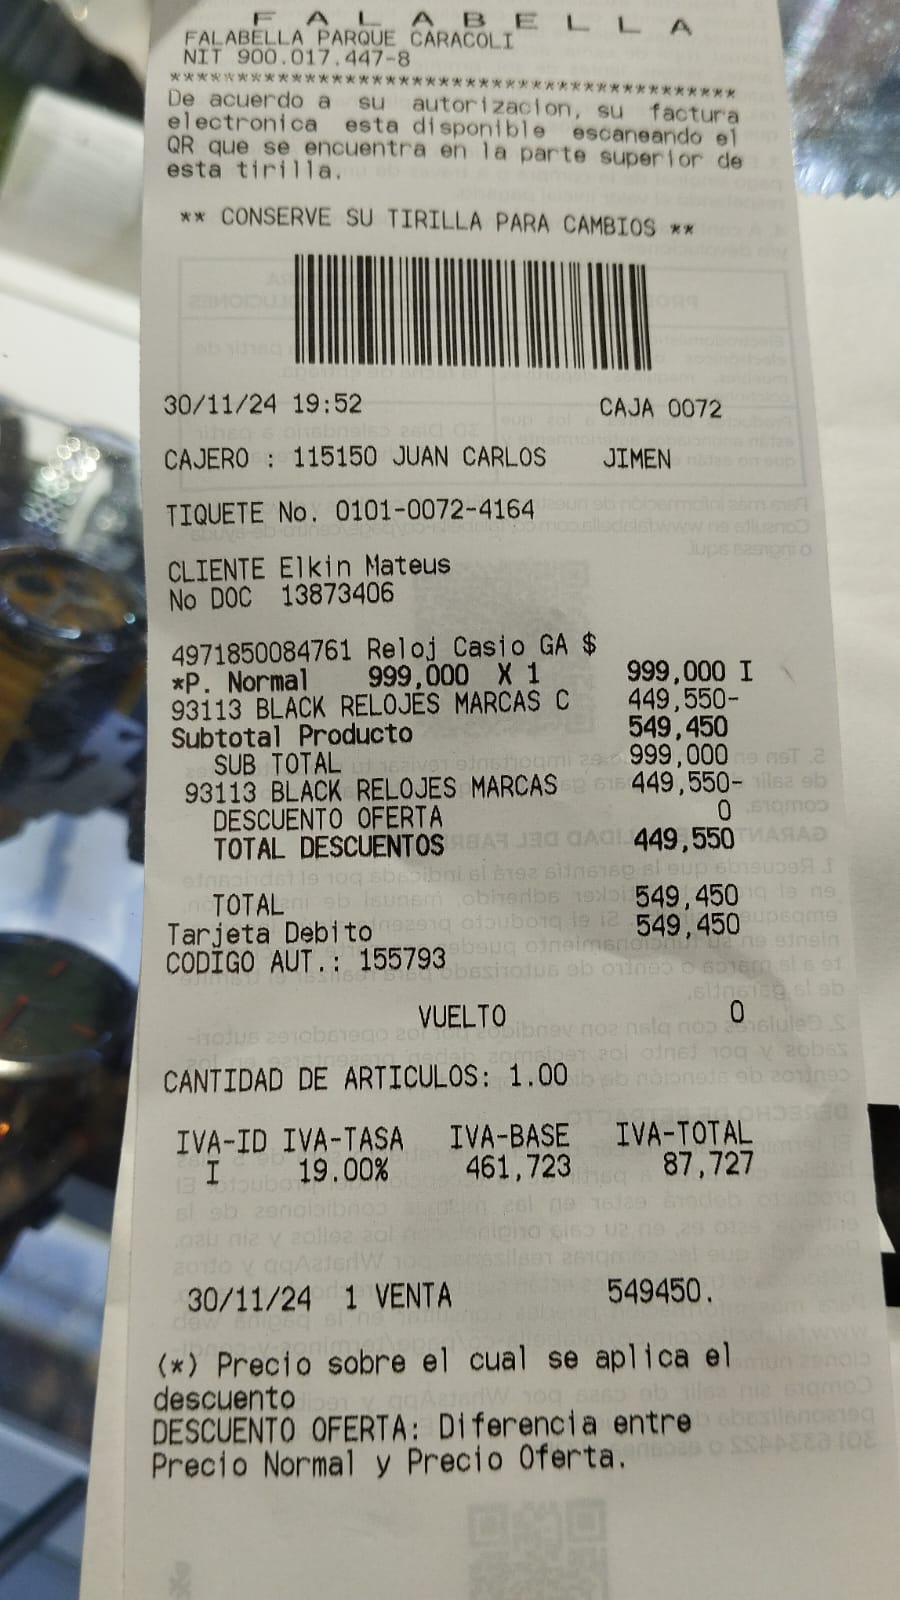 FALABELLA
FALABELLA PARQUE CARACOLI
NIT 900.017.447-8
******************************************
De acuerdo a su autorizacion, su factura
electronica esta disponible escaneando el
QR que se encuentra en la parte superior de
esta tirilla.
** CONSERVE SU TIRILLA PARA CAMBIOS **
30/11/24 19:52 CAJA 0072
CAJERO : 115150 JUAN CARLOS JIMEN
TIQUETE No. 0101-0072-4164
CLIENTE Elkin Mateus
No DOC 13873406
4971850084761 Reloj Casio GA $
*P. Normal 999,000 X 1 999,000 I
93113 BLACK RELOJES MARCAS C 449,550-
Subtotal Producto 549,450
SUB TOTAL 999,000
93113 BLACK RELOJES MARCAS 449,550-
DESCUENTO OFERTA 0
TOTAL DESCUENTOS 449,550
TOTAL 549,450
Tarjeta Debito 549,450
CODIGO AUT.: 155793
VUELTO 0
CANTIDAD DE ARTICULOS: 1.00
IVA-ID IVA-TASA IVA-BASE IVA-TOTAL
I 19.00% 461,723 87,727
30/11/24 1 VENTA 549450.
(*) Precio sobre el cual se aplica el
descuento
DESCUENTO OFERTA: Diferencia entre
Precio Normal y Precio Oferta.